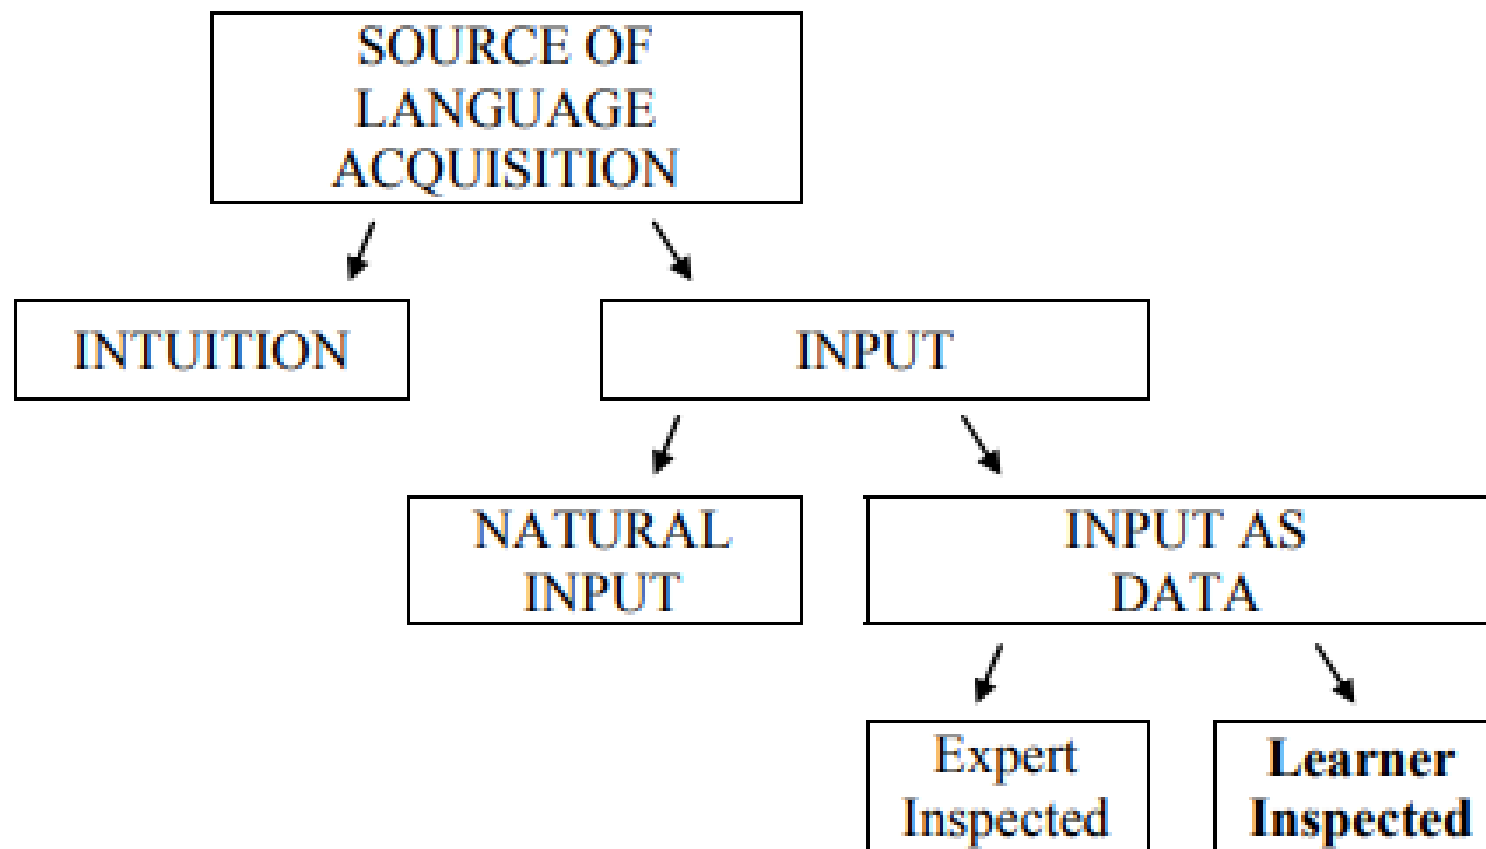 SOURCE OF
LANGUAGE
ACQUISITION
INTUITION
INPUT
NATURAL
INPUT
INPUT AS
DATA
Expert
Inspected
Learner
Inspected